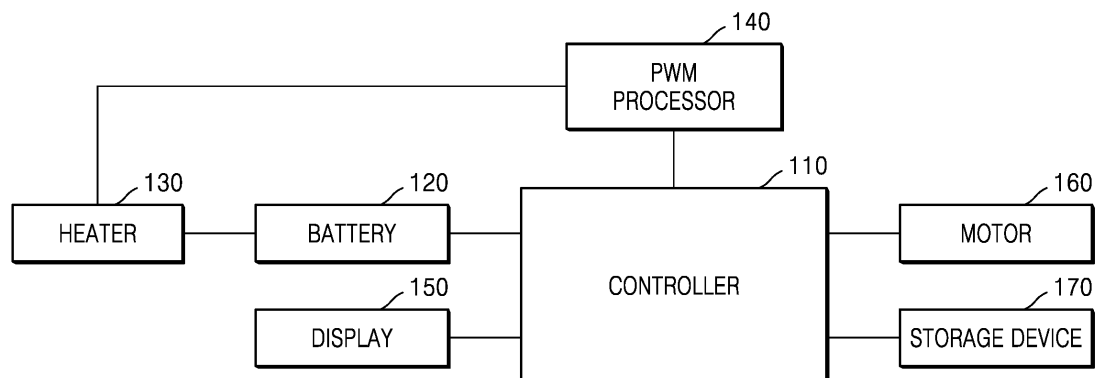 140
PWM
PROCESSOR
130
120
110
160
HEATER
BATTERY
MOTOR
CONTROLLER
150
170
DISPLAY
STORAGE DEVICE